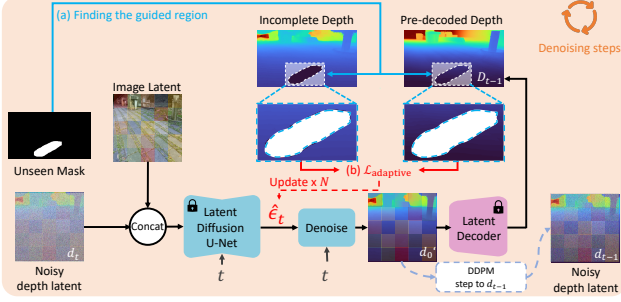 (a) Finding the guided region
Incomplete Depth
Pre-decoded Depth
Denoising steps
Image Latent
D_{t-1}
Unseen Mask
(b) ℒ_adaptive
Update x N
d_t
Concat
Latent
Diffusion
U-Net
ε̂_t
Denoise
d_0'
Latent
Decoder
d_{t-1}
t
t
Noisy
depth latent
DDPM
step to d_{t-1}
Noisy
depth latent